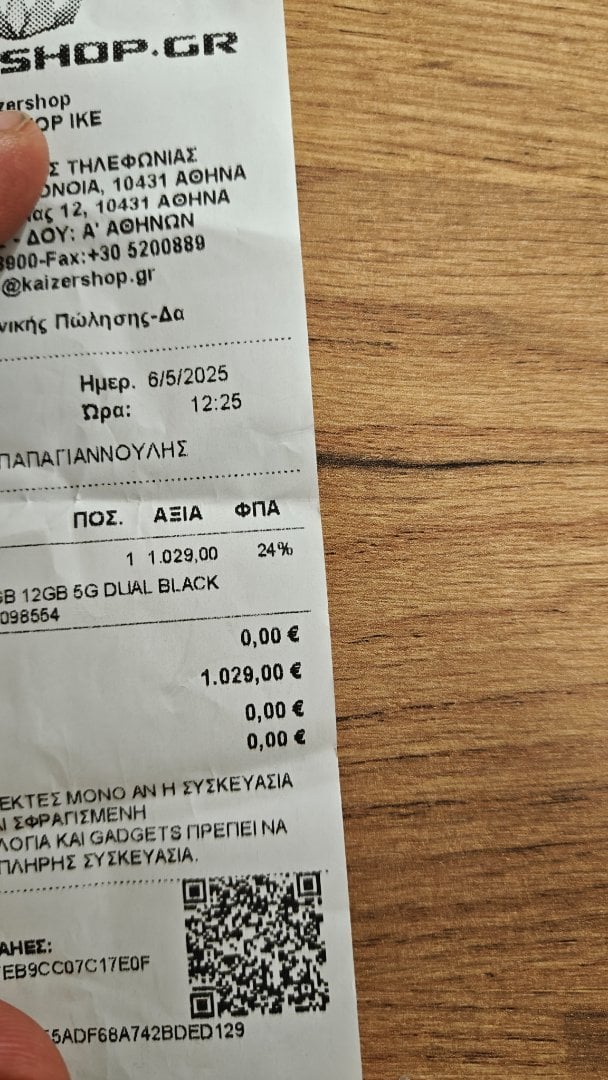 SHOP.GR
zershop
OP IKE
Σ ΤΗΛΕΦΩΝΙΑΣ
ΟΝΟΙΑ, 10431 ΑΘΗΝΑ
ίας 12, 10431 ΑΘΗΝΑ
- ΔΟΥ: Α' ΑΘΗΝΩΝ
3900-Fax:+30 5200889
@kaizershop.gr
νικής Πώλησης-Δα
Ημερ. 6/5/2025
Ώρα: 12:25
ΠΑΠΑΓΙΑΝΝΟΥΛΗΣ
ΠΟΣ. ΑΞΙΑ ΦΠΑ
1 1.029,00 24%
GB 12GB 5G DUAL BLACK
098554
0,00 €
1.029,00 €
0,00 €
0,00 €
ΕΚΤΕΣ ΜΟΝΟ ΑΝ Η ΣΥΣΚΕΥΑΣΙΑ
Ι ΣΦΡΑΓΙΣΜΕΝΗ
ΛΟΓΙΑ ΚΑΙ GADGETS ΠΡΕΠΕΙ ΝΑ
ΠΛΗΡΗΣ ΣΥΣΚΕΥΑΣΙΑ.
ΑΗΕΣ:
EB9CC07C17E0F
5ADF68A742BDED129